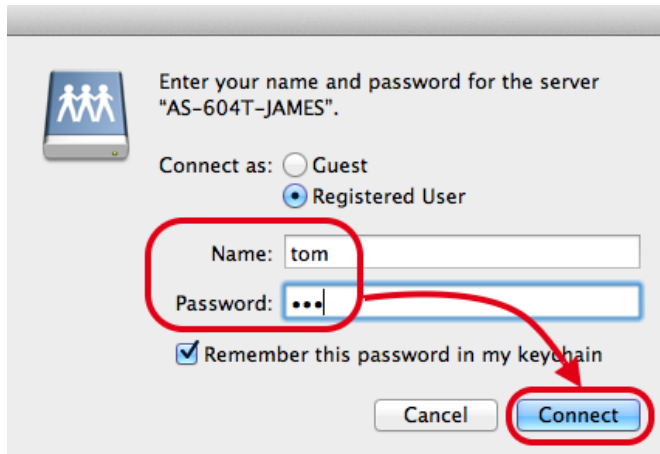 Enter your name and password for the server
“AS-604T-JAMES”.
Connect as: Guest
Registered User
Name: tom
Password: •••
Remember this password in my keychain
Cancel Connect